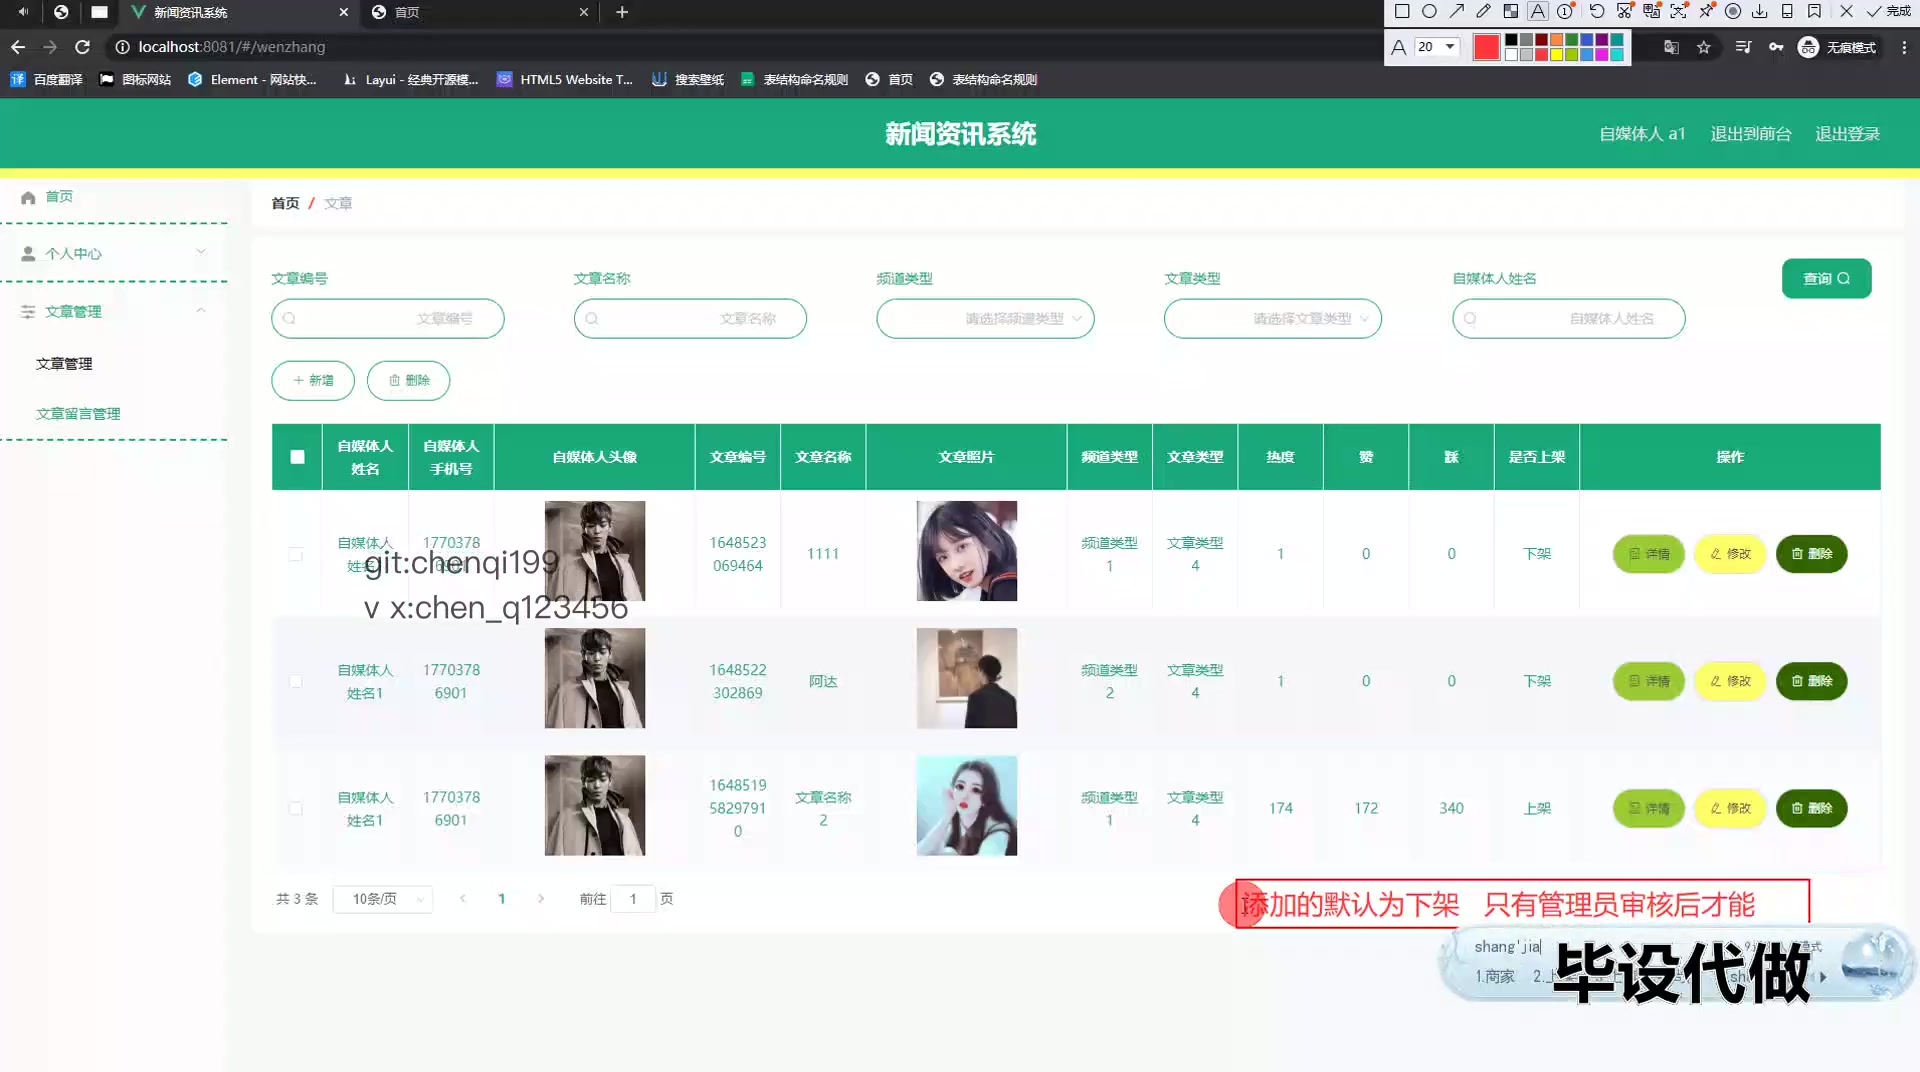 新闻资讯系统
首页
完成
localhost:8081/#/wenzhang
A 20
无痕模式
百度翻译
图标网站
Element - 网站快...
Layui - 经典开源模...
HTML5 Website T...
搜索壁纸
表结构命名规则
首页
表结构命名规则
新闻资讯系统
自媒体人 a1
退出到前台
退出登录
首页
个人中心
文章管理
文章管理
文章留言管理
首页 / 文章
文章编号
文章名称
频道类型
文章类型
自媒体人姓名
查询
文章编号
文章名称
请选择频道类型
请选择文章类型
自媒体人姓名
新增
删除
自媒体人姓名 自媒体人手机号 自媒体人头像 文章编号 文章名称 文章照片 频道类型 文章类型 热度 赞 踩 是否上架 操作
自媒体人 1770378 1648523069464 1111 频道类型1 文章类型4 1 0 0 下架 详情 修改 删除
git:chenqi199
v x:chen_q123456
自媒体人姓名1 17703786901 1648522302869 阿达 频道类型2 文章类型4 1 0 0 下架 详情 修改 删除
自媒体人姓名1 17703786901 16485195829791 0 文章名称2 频道类型1 文章类型4 174 172 340 上架 详情 修改 删除
共 3 条
10条/页
1
前往 1 页
添加的默认为下架 只有管理员审核后才能
shang'jia
1.商家
毕设代做